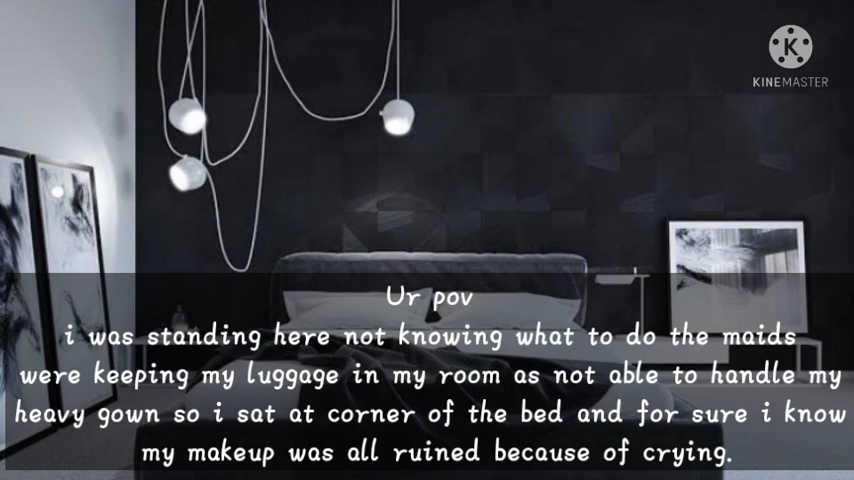 KINEMASTER
Ur pov
i was standing here not knowing what to do the maids
were keeping my luggage in my room as not able to handle my
heavy gown so i sat at corner of the bed and for sure i know
my makeup was all ruined because of crying.